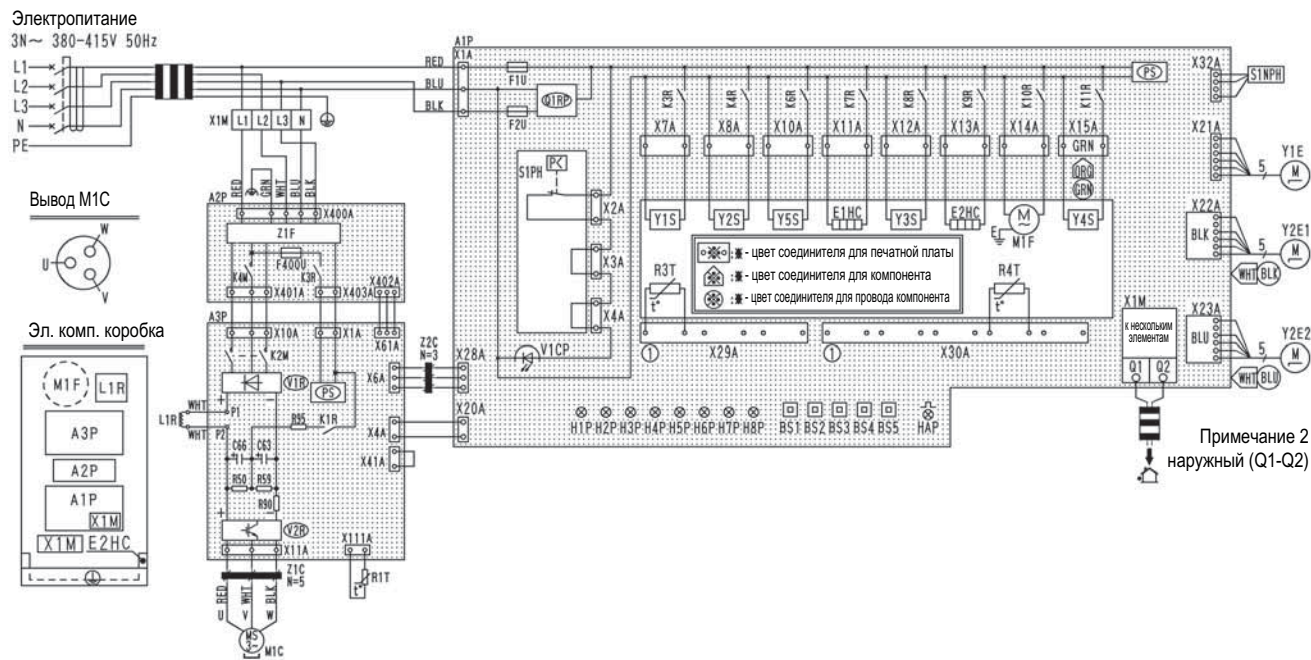 Электропитание
3N~ 380-415V 50Hz
L1
L2
L3
N
PE
X1M L1 L2 L3 N
RED GRN WHT BLU BLK
A2P
X400A
Z1F
F400U
K4M
K3R
X402A
X401A
X403A
A3P
X10A
X1A
X61A
K2M
V1R
PS
L1R
WHT
WHT
P1
P2
R95
K1R
C66
C63
R50
R59
R90
V2R
X11A
X111A
R1T
t°
Z1C
N=5
RED WHT BLK
U V W
MS
3~
M1C
X6A
X4A
X41A
Z2C
N=3
X28A
X20A
Вывод M1C
W
U
V
Эл. комп. коробка
M1F
L1R
A3P
A2P
A1P
X1M
X1M
E2HC
A1P
X1A
RED
BLU
BLK
F1U
F2U
Q1RP
S1PH
P<
X2A
X3A
X4A
V1CP
K3R K4R K6R K7R K8R K9R K10R K11R
X7A X8A X10A X11A X12A X13A X14A X15A
GRN
ORG
GRN
Y1S Y2S Y5S E1HC Y3S E2HC M M1F Y4S
~
E
:⁕ - цвет соединителя для печатной платы
:⁕ - цвет соединителя для компонента
:⁕ - цвет соединителя для провода компонента
R3T
t°
R4T
t°
1 X29A
1 X30A
H1P H2P H3P H4P H5P H6P H7P H8P
BS1 BS2 BS3 BS4 BS5
HAP
PS
X32A
S1NPH
X21A
5
Y1E
M
X22A
BLK
5
Y2E1
M
WHT BLK
X23A
BLU
5
Y2E2
M
WHT BLU
X1M
к нескольким
элементам
Q1 Q2
Примечание 2
наружный (Q1-Q2)